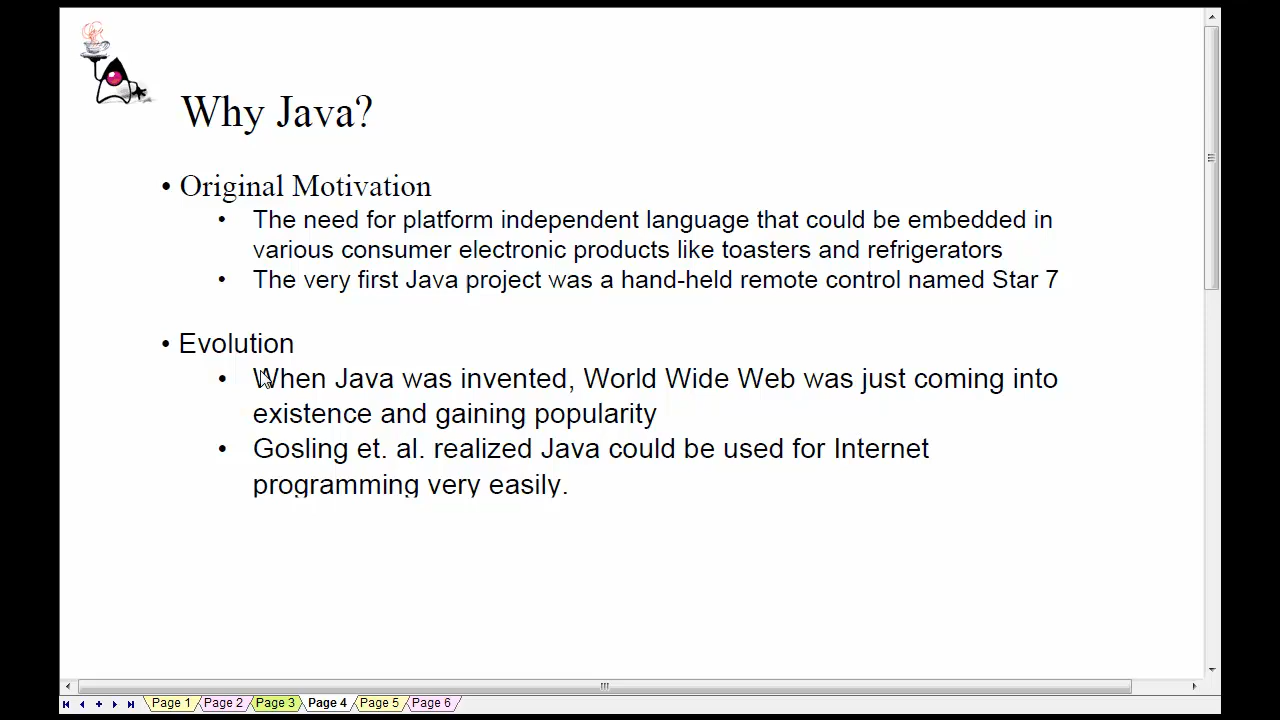 Why Java?
• Original Motivation
• The need for platform independent language that could be embedded in
various consumer electronic products like toasters and refrigerators
• The very first Java project was a hand-held remote control named Star 7
• Evolution
• When Java was invented, World Wide Web was just coming into
existence and gaining popularity
• Gosling et. al. realized Java could be used for Internet
programming very easily.
Page 1 Page 2 Page 3 Page 4 Page 5 Page 6